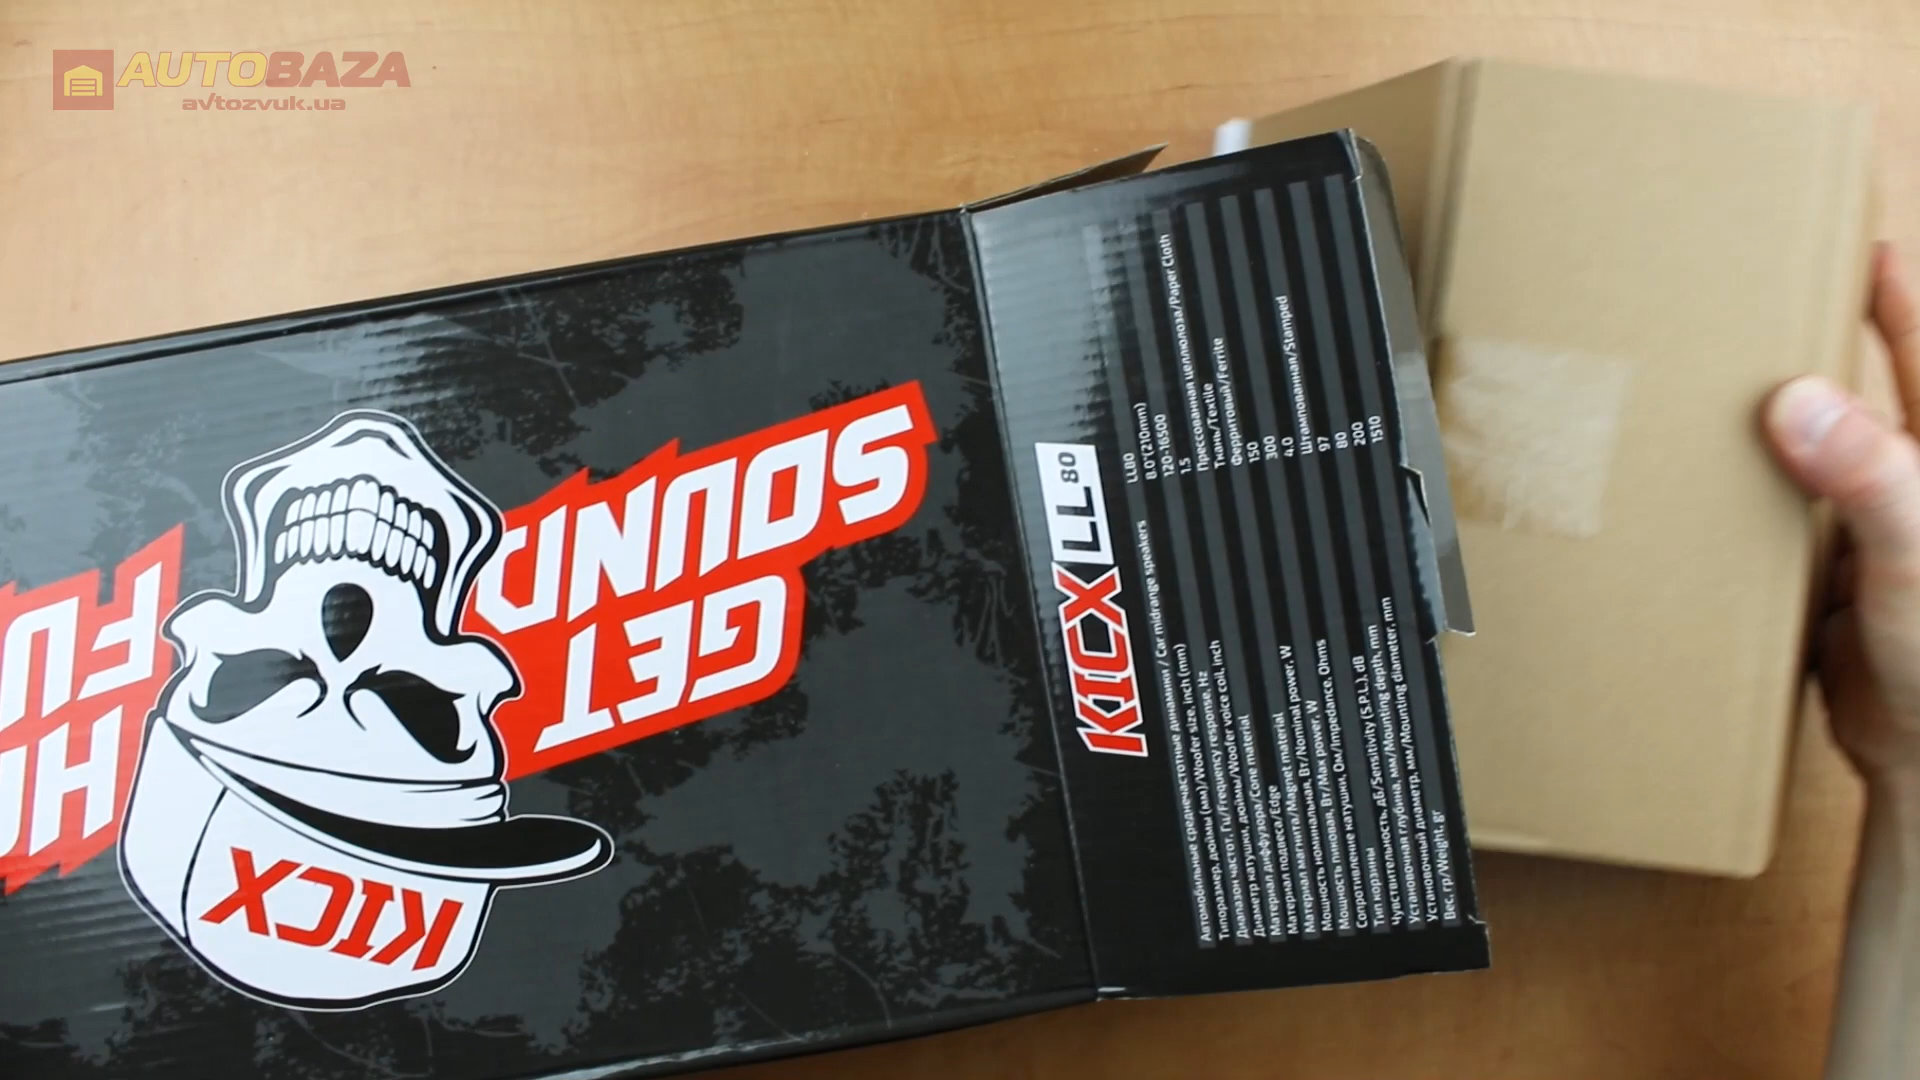 AUTOBAZA
avtozvuk.ua
GET
SOUND
H
FU
KICX
KICX LL 80
Автомобильные среднечастотные динамики / Car midrange speakers LL80
Типоразмер, дюймы (мм)/Woofer size, inch (mm) 8.0"(210mm)
Диапазон частот, Гц/Frequency response, Hz 120-16500
Диаметр катушки, дюймы/Woofer voice coil, inch 1.5
Материал диффузора/Cone material Прессованная целлюлоза/Paper Cloth
Материал подвеса/Edge Ткань/Textile
Материал магнита/Magnet material Ферритовый/Ferrite
Мощность номинальная, Вт/Nominal power, W 150
Мощность пиковая, Вт/Max power, W 300
Сопротивление катушки, Ом/Impedance, Ohms 4.0
Тип корзины Штампованная/Stamped
Чувствительность, дБ/Sensitivity (S.P.L.), dB 97
Установочная глубина, мм/Mounting depth, mm 80
Установочный диаметр, мм/Mounting diameter, mm 200
Вес, гр/Weight, gr 1510